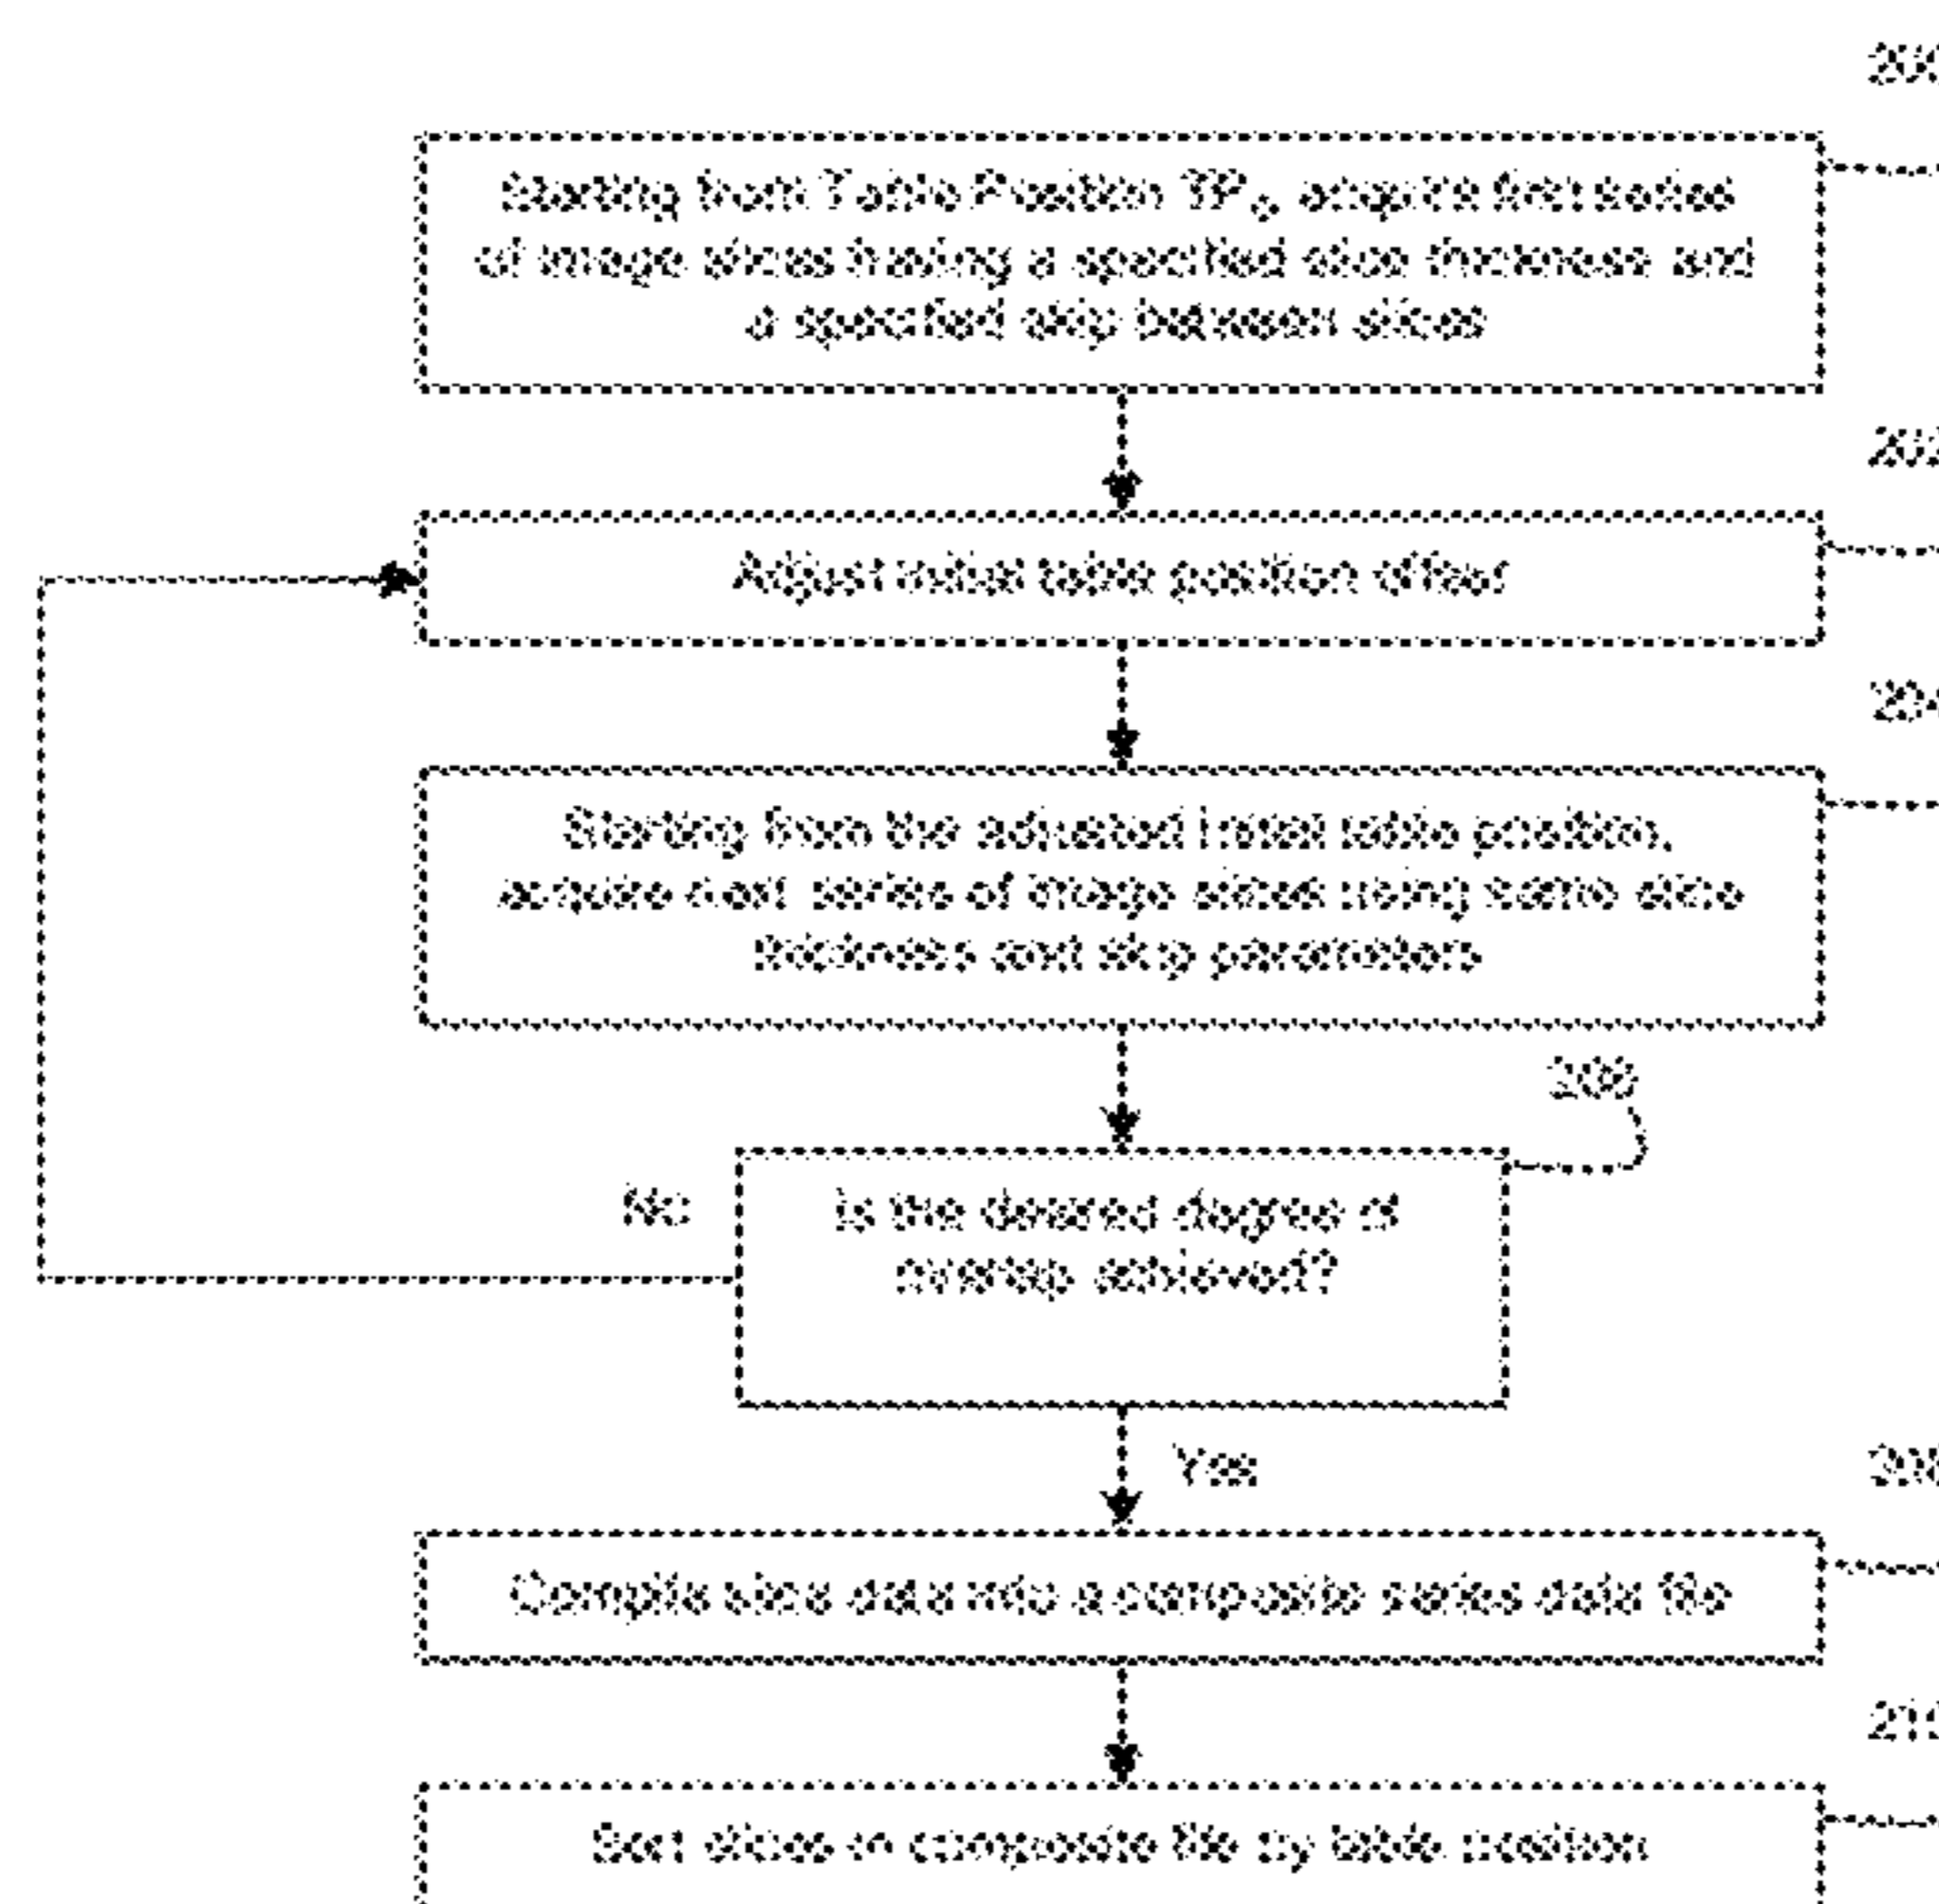 Starting from Table Position TP₀, acquire first series
of image slices having a specified slice thickness and
a specified skip between slices
Adjust initial table position offset
Starting from the adjusted initial table position,
acquire next series of image slices using same slice
thickness and skip parameters
206
No
Is the desired degree of
overlap achieved?
Yes
Compile slice data into a composite series data file
Sort slices in composite file by table position